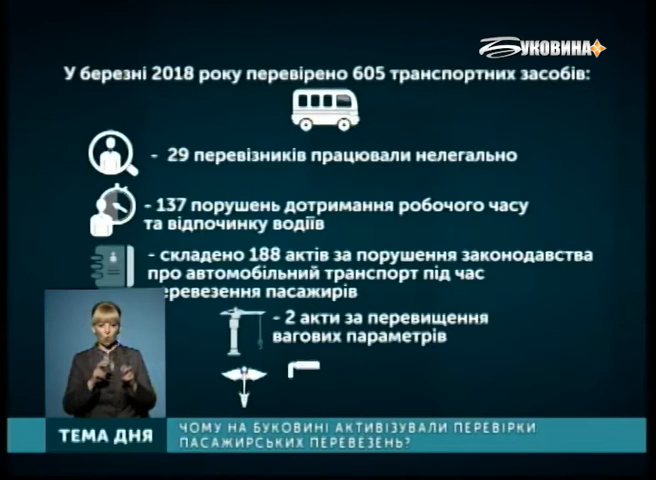 БУКОВИНА
У березні 2018 року перевірено 605 транспортних засобів:
- 29 перевізників працювали нелегально
- 137 порушень дотримання робочого часу
та відпочинку водіїв
- складено 188 актів за порушення законодавства
про автомобільний транспорт під час
перевезення пасажирів
- 2 акти за перевищення
вагових параметрів
ТЕМА ДНЯ
ЧОМУ НА БУКОВИНІ АКТИВІЗУВАЛИ ПЕРЕВІРКИ
ПАСАЖИРСЬКИХ ПЕРЕВЕЗЕНЬ?